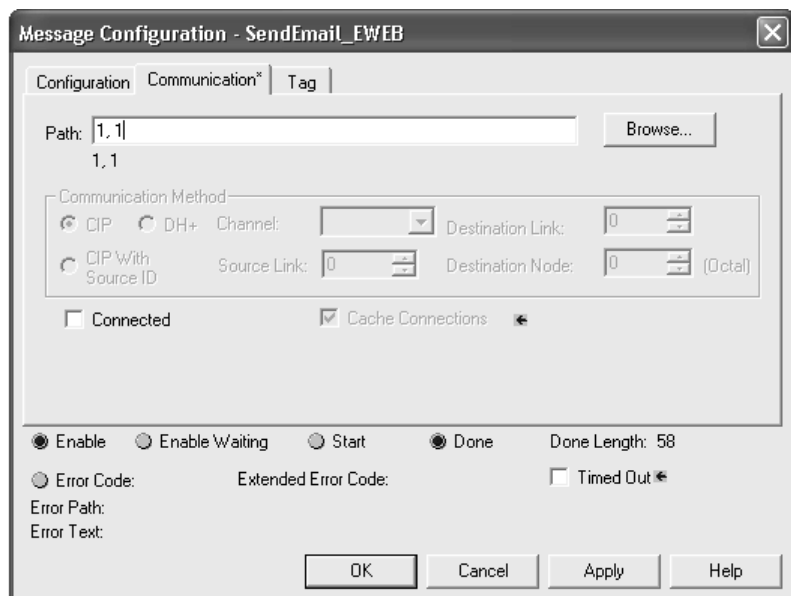 Message Configuration - SendEmail_EWEB
Configuration Communication* Tag
Path: 1, 1 Browse...
1, 1
Communication Method
CIP DH+ Channel: Destination Link: 0
CIP With Source ID Source Link: 0 Destination Node: 0 (Octal)
Connected Cache Connections
Enable Enable Waiting Start Done Done Length: 58
Error Code: Extended Error Code: Timed Out
Error Path:
Error Text:
OK Cancel Apply Help